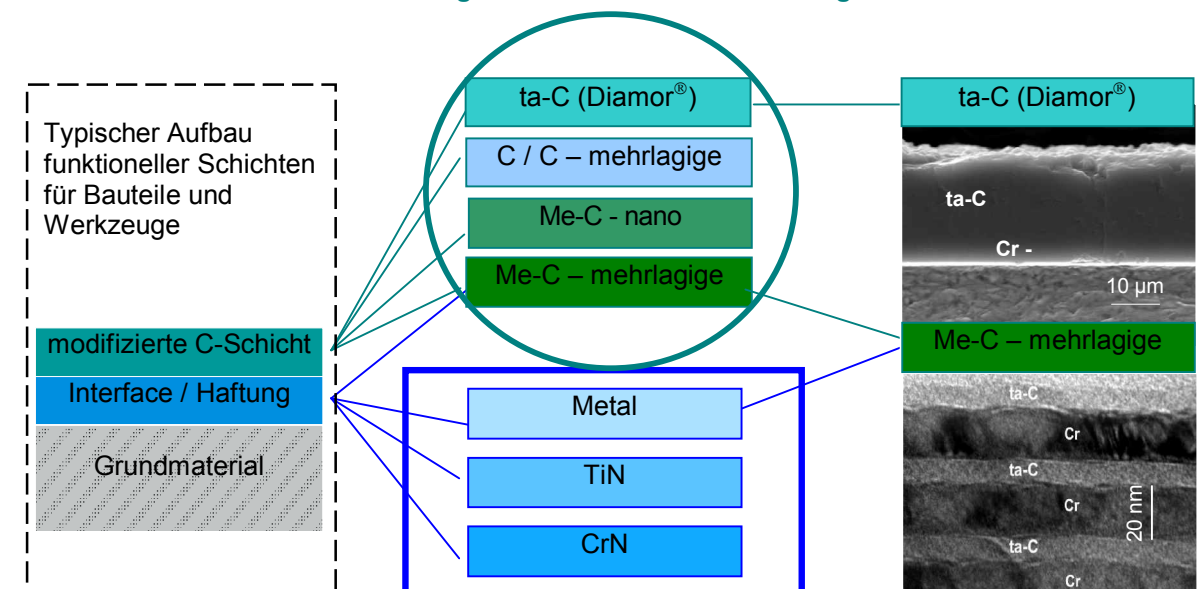 Typischer Aufbau
funktioneller Schichten
für Bauteile und
Werkzeuge
modifizierte C-Schicht
Interface / Haftung
Grundmaterial
ta-C (Diamor®)
C / C – mehrlagige
Me-C - nano
Me-C – mehrlagige
Metal
TiN
CrN
ta-C (Diamor®)
ta-C
Cr -
10 µm
Me-C – mehrlagige
ta-C
Cr
ta-C
Cr
20 nm
ta-C
Cr